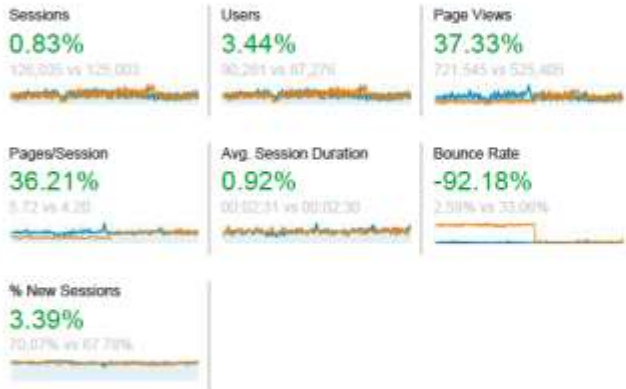 Sessions
0.83%
126,035 vs 125,003
Users
3.44%
90,281 vs 87,276
Page Views
37.33%
721,545 vs 525,405
Pages/Session
36.21%
5.72 vs 4.20
Avg. Session Duration
0.92%
00:02:31 vs 00:02:30
Bounce Rate
-92.18%
2.59% vs 33.06%
% New Sessions
3.39%
70.07% vs 67.78%